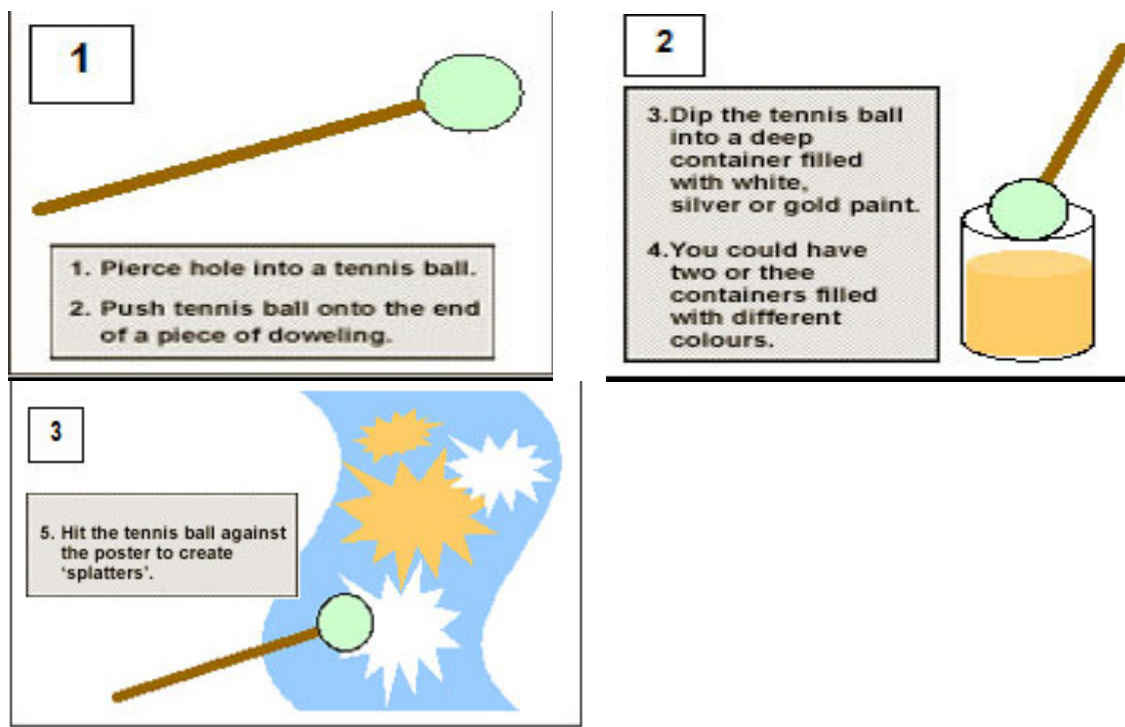 1
1. Pierce hole into a tennis ball.
2. Push tennis ball onto the end
of a piece of doweling.
2
3.Dip the tennis ball
into a deep
container filled
with white,
silver or gold paint.
4.You could have
two or thee
containers filled
with different
colours.
3
5. Hit the tennis ball against
the poster to create
‘splatters’.